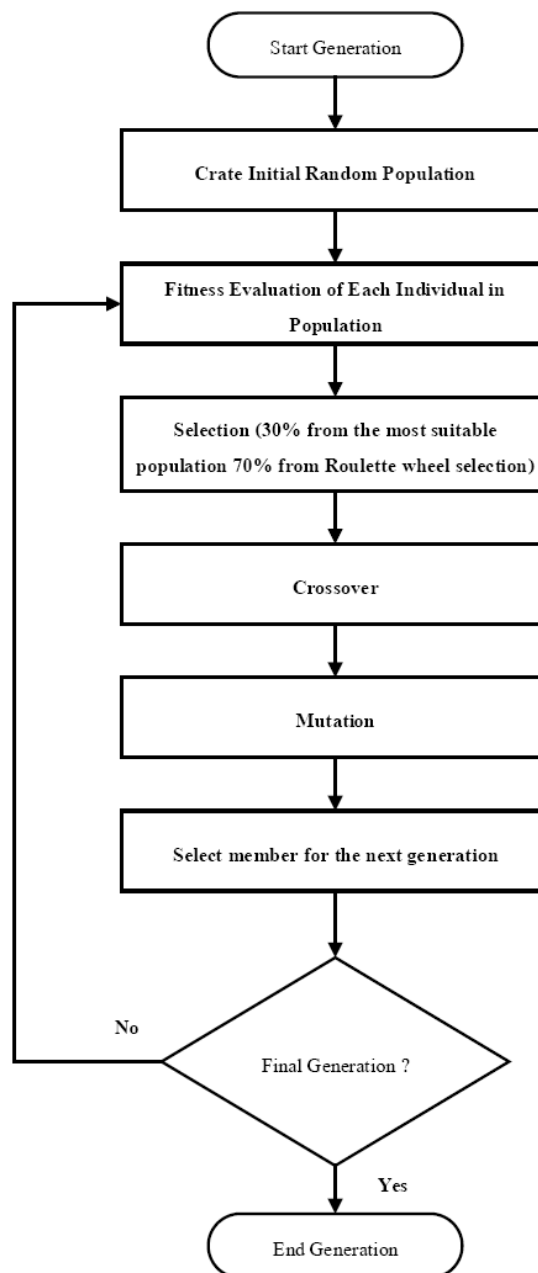 Start Generation
Crate Initial Random Population
Fitness Evaluation of Each Individual in
Population
Selection (30% from the most suitable
population 70% from Roulette wheel selection)
Crossover
Mutation
Select member for the next generation
No
Final Generation ?
Yes
End Generation